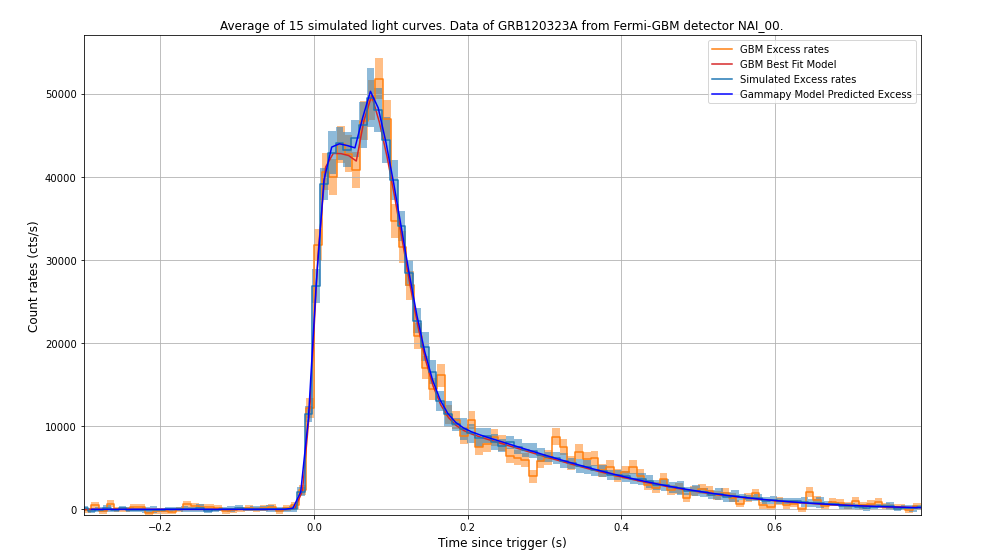 Average of 15 simulated light curves. Data of GRB120323A from Fermi-GBM detector NAI_00.
GBM Excess rates
GBM Best Fit Model
Simulated Excess rates
Gammapy Model Predicted Excess
Count rates (cts/s)
50000
40000
30000
20000
10000
0
−0.2
0.0
0.2
0.4
0.6
Time since trigger (s)